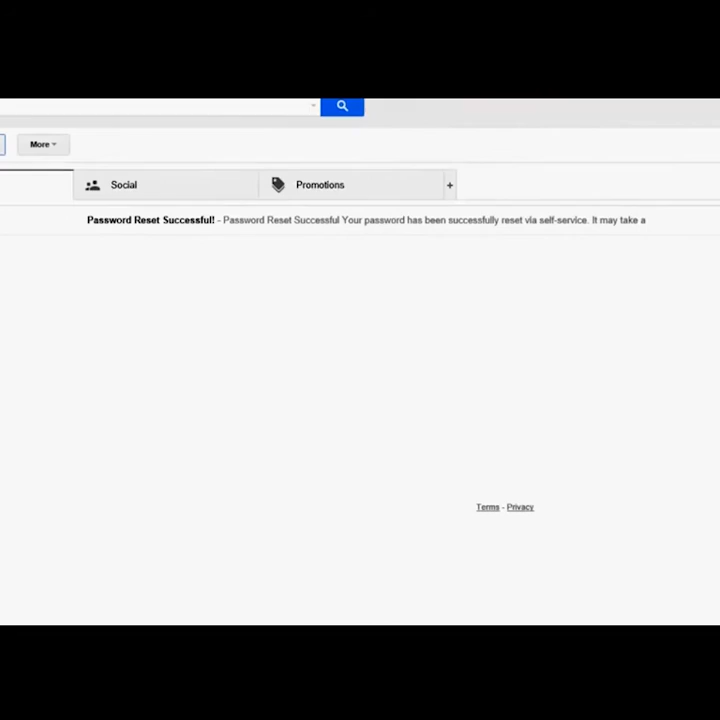 More
Social
Promotions
+
Password Reset Successful! - Password Reset Successful Your password has been successfully reset via self-service. It may take a
Terms - Privacy